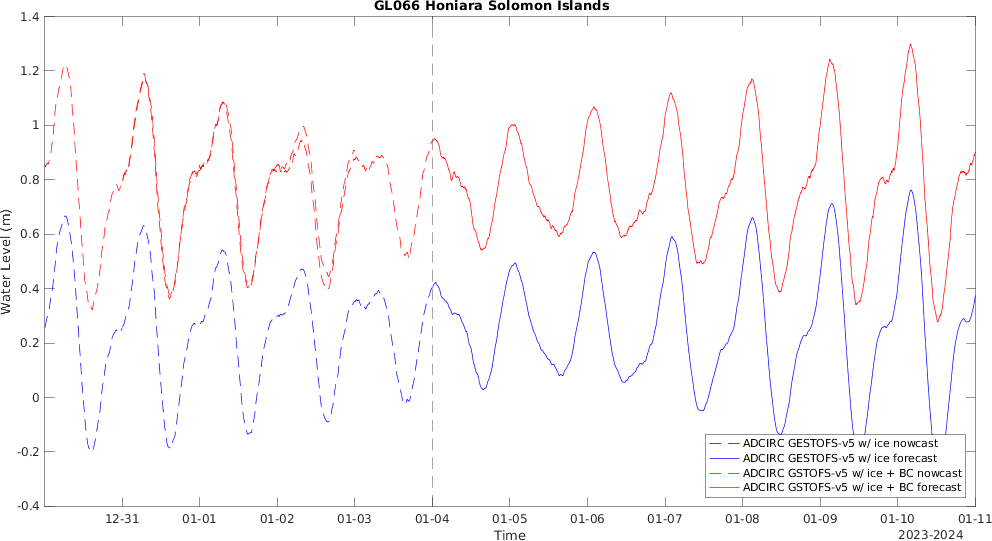 GL066 Honiara Solomon Islands
1.4
1.2
1
0.8
0.6
0.4
0.2
0
-0.2
-0.4
Water Level (m)
ADCIRC GESTOFS-v5 w/ ice nowcast
ADCIRC GESTOFS-v5 w/ ice forecast
ADCIRC GSTOFS-v5 w/ ice + BC nowcast
ADCIRC GSTOFS-v5 w/ ice + BC forecast
12-31 01-01 01-02 01-03 01-04 01-05 01-06 01-07 01-08 01-09 01-10 01-11
Time
2023-2024